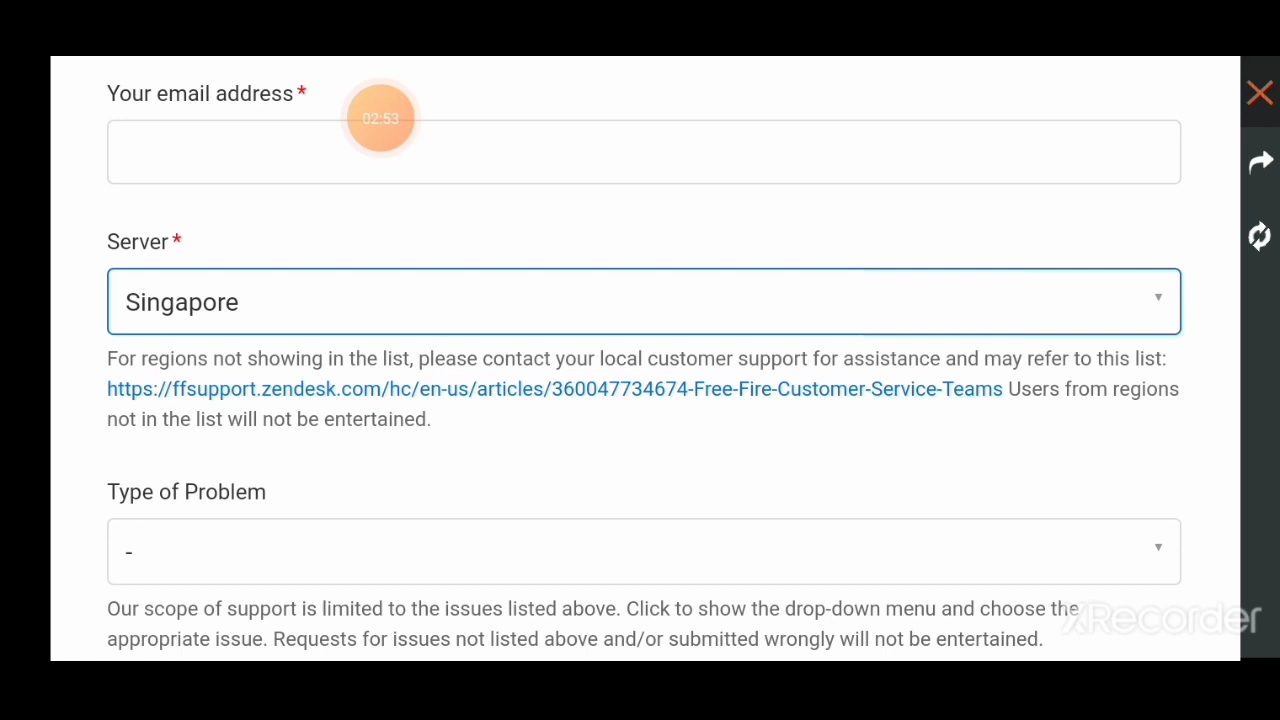 Your email address*
02:53
Server*
Singapore
For regions not showing in the list, please contact your local customer support for assistance and may refer to this list:
https://ffsupport.zendesk.com/hc/en-us/articles/360047734674-Free-Fire-Customer-Service-Teams Users from regions
not in the list will not be entertained.
Type of Problem
-
Our scope of support is limited to the issues listed above. Click to show the drop-down menu and choose the
appropriate issue. Requests for issues not listed above and/or submitted wrongly will not be entertained.
XRecorder